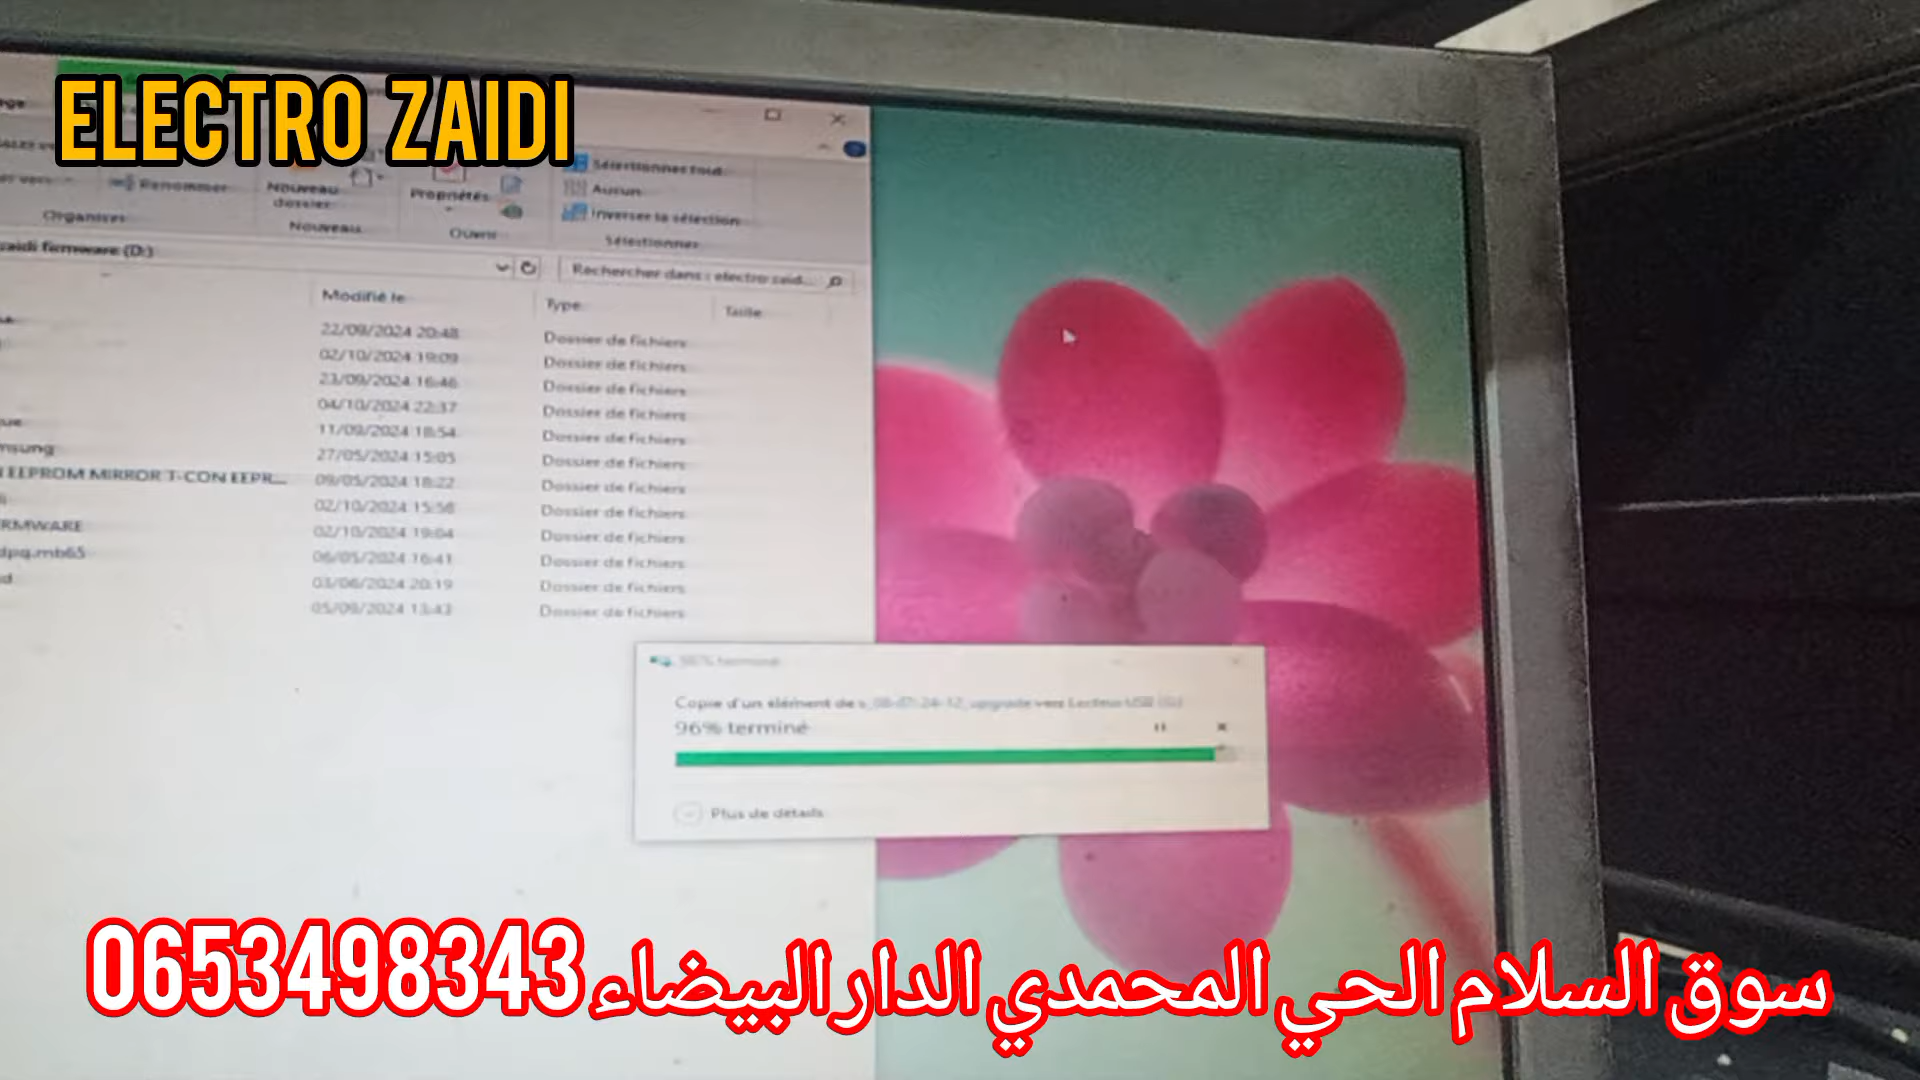 ELECTRO ZAIDI
Sélectionner tout
Renommer
Nouveau dossier
Propriétés
Aucun
Inverser la sélection
Organiser
Nouveau
Ouvrir
Sélectionner
zaidi firmware (D:)
Rechercher dans : electro zaid...
Modifié le Type Taille
22/09/2024 20:48 Dossier de fichiers
02/10/2024 19:09 Dossier de fichiers
23/09/2024 16:46 Dossier de fichiers
04/10/2024 22:37 Dossier de fichiers
11/09/2024 18:54 Dossier de fichiers
27/05/2024 15:05 Dossier de fichiers
EEPROM MIRROR T-CON EEPR... 09/05/2024 18:22 Dossier de fichiers
02/10/2024 15:58 Dossier de fichiers
02/10/2024 19:04 Dossier de fichiers
06/05/2024 16:41 Dossier de fichiers
03/06/2024 20:19 Dossier de fichiers
05/09/2024 13:43 Dossier de fichiers
96% terminé
Copie d'un élément de upgrade vers Lecteur USB
96% terminé
Plus de détails
سوق السلام الحي المحمدي الدار البيضاء 0653498343